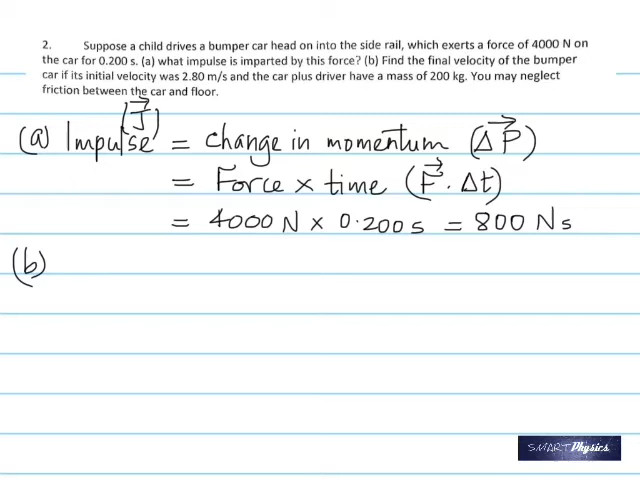 2. Suppose a child drives a bumper car head on into the side rail, which exerts a force of 4000 N on
the car for 0.200 s. (a) what impulse is imparted by this force? (b) Find the final velocity of the bumper
car if its initial velocity was 2.80 m/s and the car plus driver have a mass of 200 kg. You may neglect
friction between the car and floor.
(J⃗)
(a) Impulse = change in momentum (Δ P⃗)
= Force × time (F⃗ · Δt)
= 4000 N × 0.200 s = 800 Ns
(b)
SMART Physics